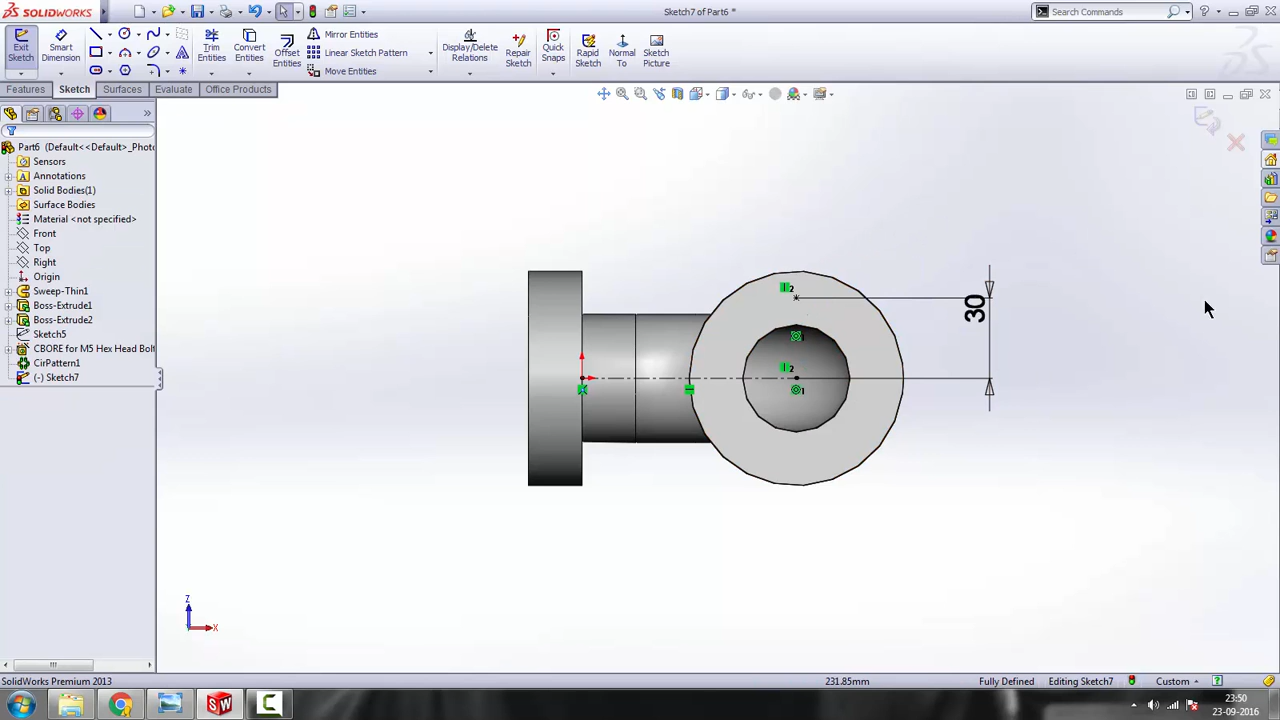 SOLIDWORKS
Sketch7 of Part6 *
Search Commands
Exit Sketch
Smart Dimension
Trim Entities
Convert Entities
Offset Entities
Mirror Entities
Linear Sketch Pattern
Move Entities
Display/Delete Relations
Repair Sketch
Quick Snaps
Rapid Sketch
Normal To
Sketch Picture
Features
Sketch
Surfaces
Evaluate
Office Products
Part6 (Default<<Default>_Phot
Sensors
Annotations
Solid Bodies(1)
Surface Bodies
Material <not specified>
Front
Top
Right
Origin
Sweep-Thin1
Boss-Extrude1
Boss-Extrude2
Sketch5
CBORE for M5 Hex Head Bolt
CirPattern1
(-) Sketch7
30
2
1
2
1
Z
X
SolidWorks Premium 2013
231.85mm
Fully Defined
Editing Sketch7
Custom
23:50
23-09-2016